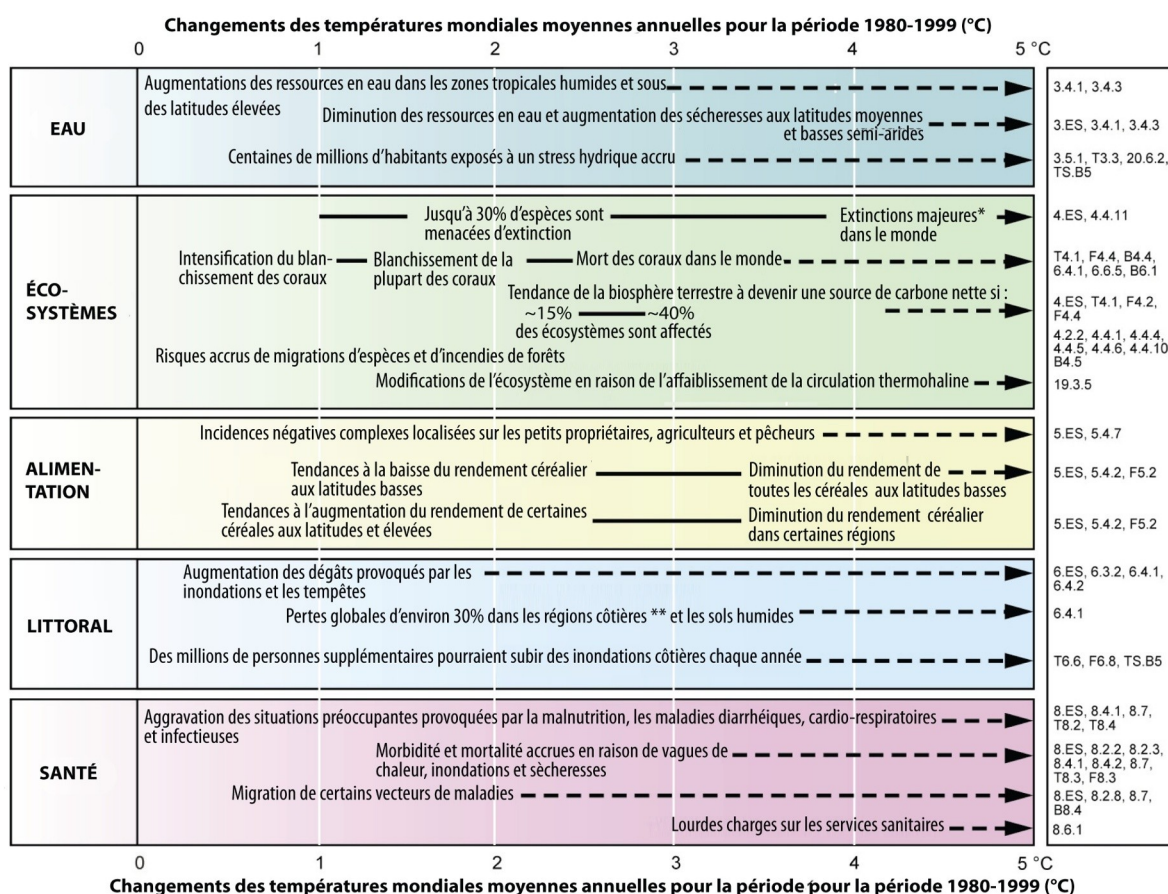 Changements des températures mondiales moyennes annuelles pour la période 1980-1999 (°C)
0 1 2 3 4 5 °C
EAU
Augmentations des ressources en eau dans les zones tropicales humides et sous
des latitudes élevées
3.4.1, 3.4.3
Diminution des ressources en eau et augmentation des sécheresses aux latitudes moyennes
et basses semi-arides
3.ES, 3.4.1, 3.4.3
Centaines de millions d'habitants exposés à un stress hydrique accru
3.5.1, T3.3, 20.6.2,
TS.B5
ÉCO-
SYSTÈMES
Jusqu'à 30% d'espèces sont
menacées d'extinction
Extinctions majeures*
dans le monde
4.ES, 4.4.11
Intensification du blan-
chissement des coraux
Blanchissement de la
plupart des coraux
Mort des coraux dans le monde
T4.1, F4.4, B4.4,
6.4.1, 6.6.5, B6.1
Tendance de la biosphère terrestre à devenir une source de carbone nette si :
~15% ~40%
des écosystèmes sont affectés
4.ES, T4.1, F4.2,
F4.4
Risques accrus de migrations d'espèces et d'incendies de forêts
4.2.2, 4.4.1, 4.4.4,
4.4.5, 4.4.6, 4.4.10,
B4.5
Modifications de l'écosystème en raison de l'affaiblissement de la circulation thermohaline
19.3.5
ALIMEN-
TATION
Incidences négatives complexes localisées sur les petits propriétaires, agriculteurs et pêcheurs
5.ES, 5.4.7
Tendances à la baisse du rendement céréalier
aux latitudes basses
Diminution du rendement de
toutes les céréales aux latitudes basses
5.ES, 5.4.2, F5.2
Tendances à l'augmentation du rendement de certaines
céréales aux latitudes et élevées
Diminution du rendement céréalier
dans certaines régions
5.ES, 5.4.2, F5.2
LITTORAL
Augmentation des dégâts provoqués par les
inondations et les tempêtes
6.ES, 6.3.2, 6.4.1,
6.4.2
Pertes globales d'environ 30% dans les régions côtières ** et les sols humides
6.4.1
Des millions de personnes supplémentaires pourraient subir des inondations côtières chaque année
T6.6, F6.8, TS.B5
SANTÉ
Aggravation des situations préoccupantes provoquées par la malnutrition, les maladies diarrhéiques, cardio-respiratoires
et infectieuses
8.ES, 8.4.1, 8.7,
T8.2, T8.4
Morbidité et mortalité accrues en raison de vagues de
chaleur, inondations et sècheresses
8.ES, 8.2.2, 8.2.3,
8.4.1, 8.4.2, 8.7,
T8.3, F8.3
Migration de certains vecteurs de maladies
8.ES, 8.2.8, 8.7,
B8.4
Lourdes charges sur les services sanitaires
8.6.1
0 1 2 3 4 5 °C
Changements des températures mondiales moyennes annuelles pour la période pour la période 1980-1999 (°C)